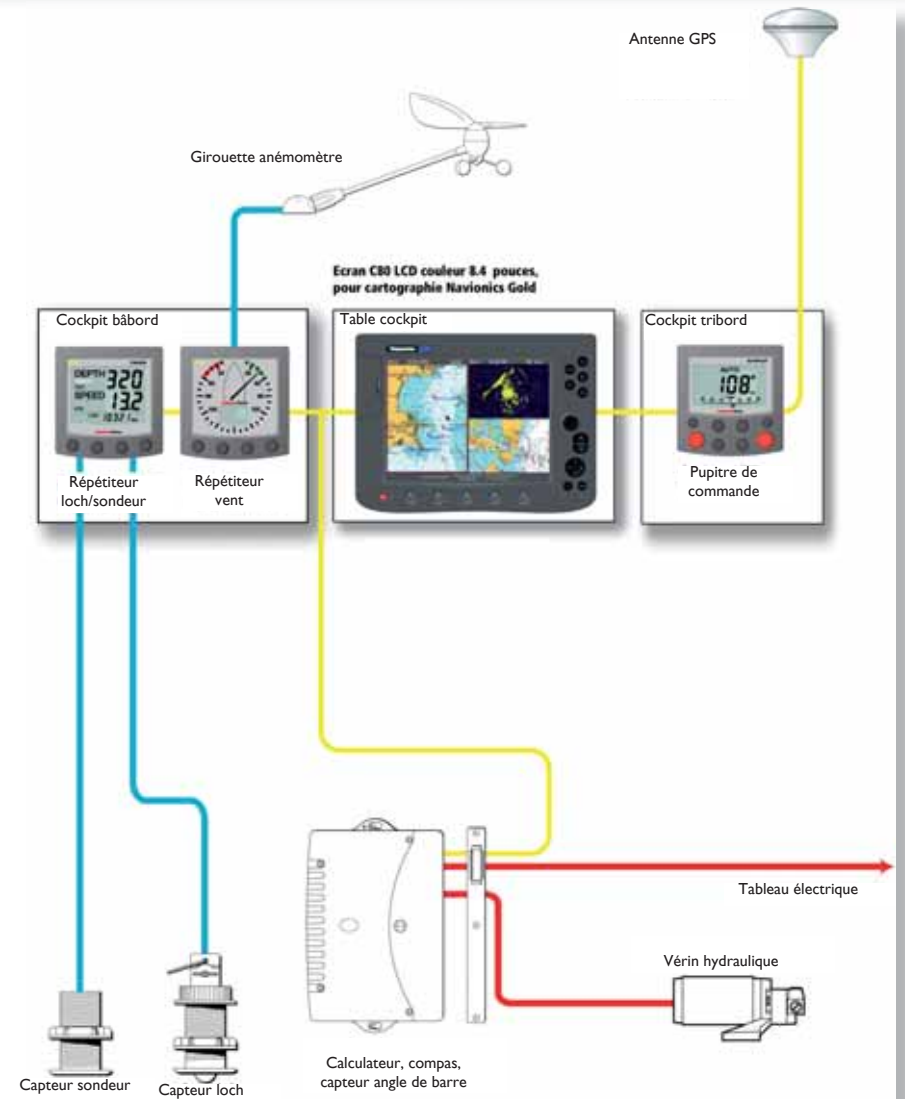 Antenne GPS
Girouette anémomètre
Ecran C80 LCD couleur 8.4 pouces,
pour cartographie Navionics Gold
Cockpit bâbord
Table cockpit
Cockpit tribord
DEPTH 320
SPEED 13.2
AUTO
108°
Répétiteur
loch/sondeur
Répétiteur
vent
Pupitre de
commande
Tableau électrique
Vérin hydraulique
Calculateur, compas,
capteur angle de barre
Capteur sondeur
Capteur loch